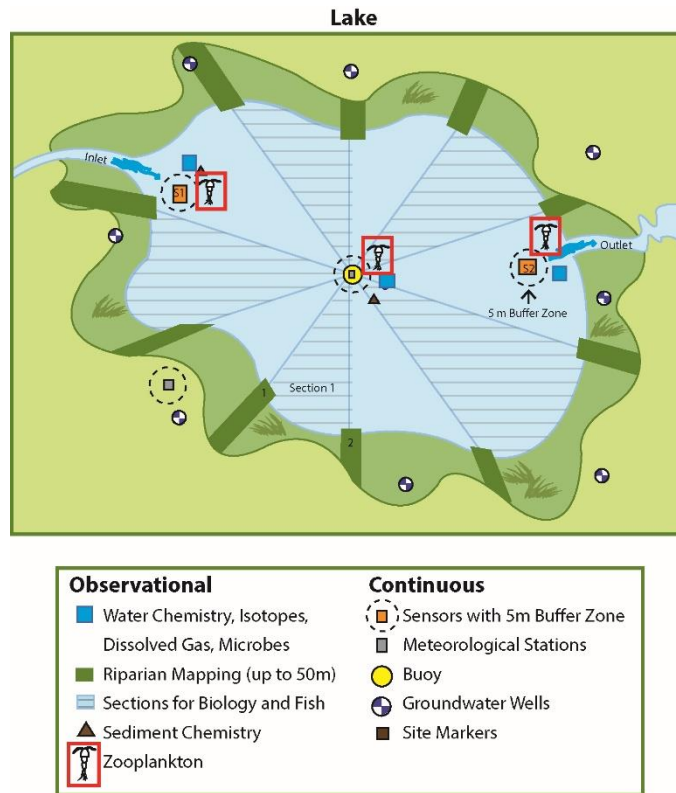 Lake
Inlet
S1
Outlet
S2
5 m Buffer Zone
Section 1
1
2
Observational
Water Chemistry, Isotopes,
Dissolved Gas, Microbes
Riparian Mapping (up to 50m)
Sections for Biology and Fish
Sediment Chemistry
Zooplankton
Continuous
Sensors with 5m Buffer Zone
Meteorological Stations
Buoy
Groundwater Wells
Site Markers